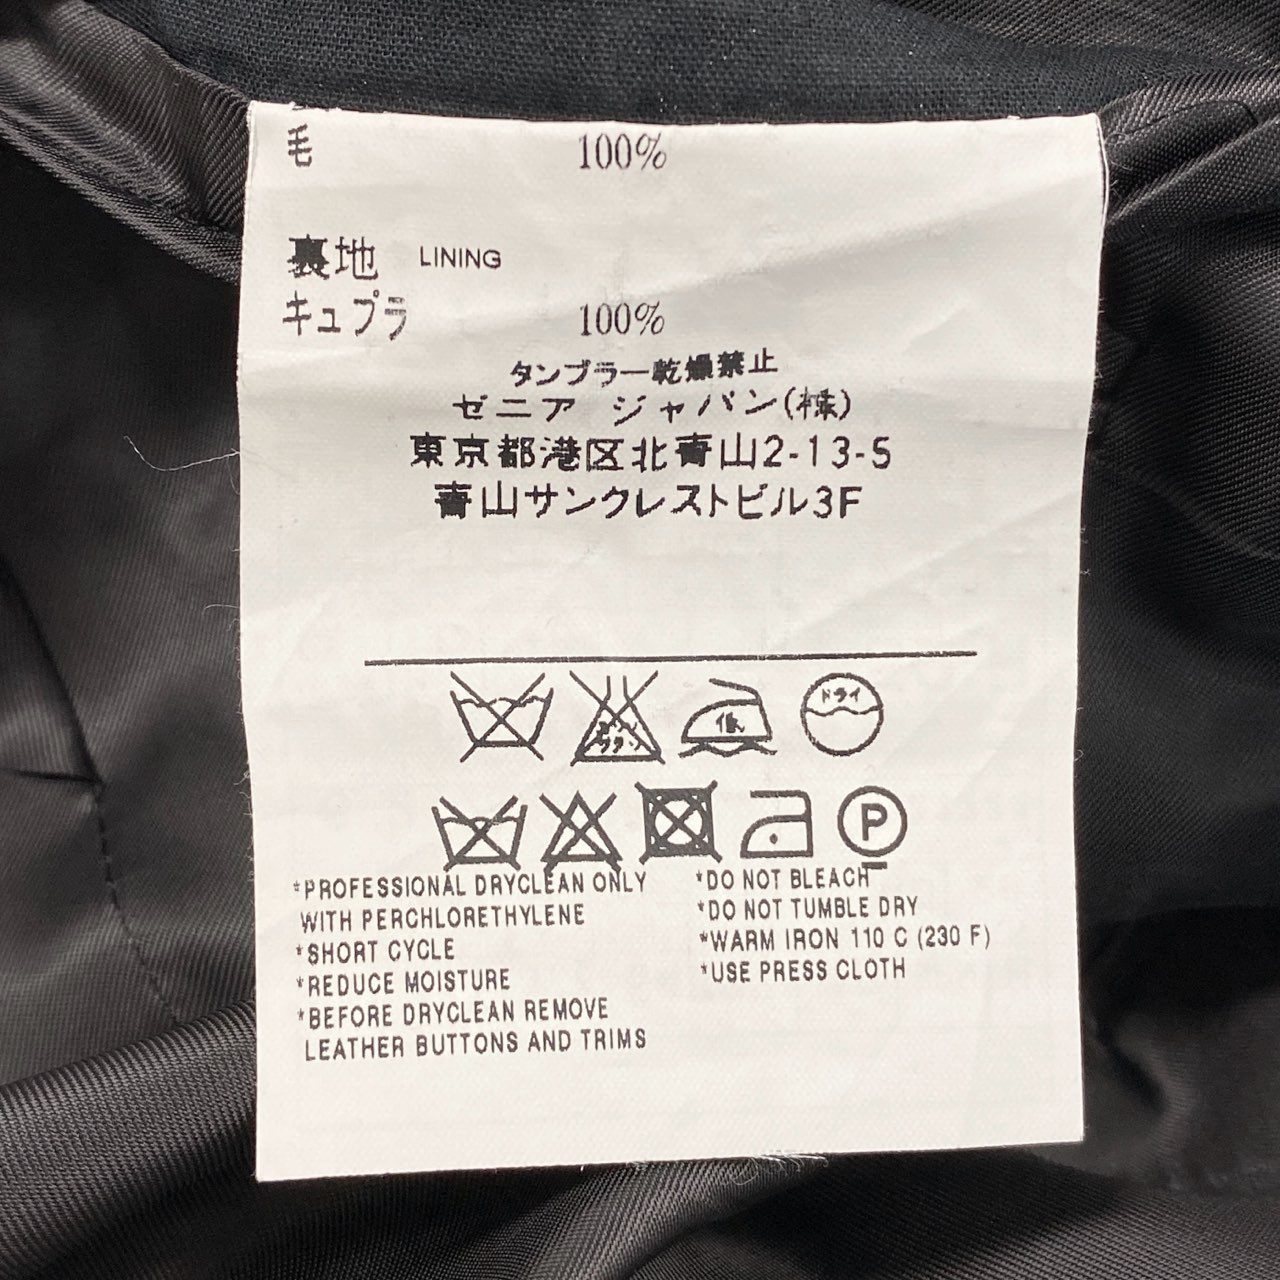 毛 100%
裏地 LINING
キュプラ 100%
タンブラー乾燥禁止
ゼニア ジャパン(株)
東京都港区北青山2-13-5
青山サンクレストビル3F
ドライ
低
P
*PROFESSIONAL DRYCLEAN ONLY
WITH PERCHLORETHYLENE
*SHORT CYCLE
*REDUCE MOISTURE
*BEFORE DRYCLEAN REMOVE
LEATHER BUTTONS AND TRIMS
*DO NOT BLEACH
*DO NOT TUMBLE DRY
*WARM IRON 110 C (230 F)
*USE PRESS CLOTH